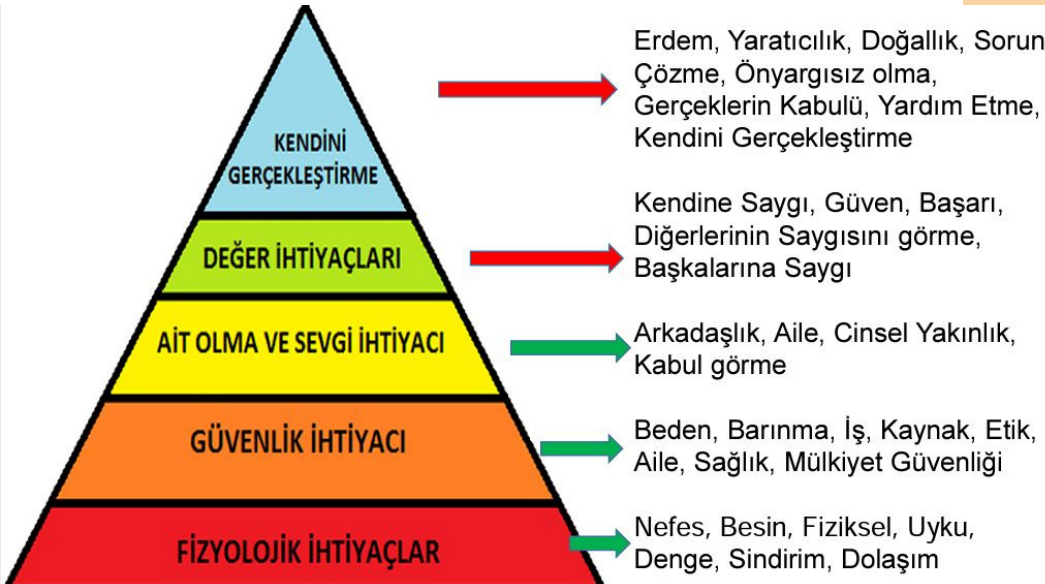 KENDİNİ
GERÇEKLEŞTİRME
Erdem, Yaratıcılık, Doğallık, Sorun
Çözme, Önyargısız olma,
Gerçeklerin Kabulü, Yardım Etme,
Kendini Gerçekleştirme
DEĞER İHTİYAÇLARI
Kendine Saygı, Güven, Başarı,
Diğerlerinin Saygısını görme,
Başkalarına Saygı
AİT OLMA VE SEVGİ İHTİYACI
Arkadaşlık, Aile, Cinsel Yakınlık,
Kabul görme
GÜVENLİK İHTİYACI
Beden, Barınma, İş, Kaynak, Etik,
Aile, Sağlık, Mülkiyet Güvenliği
FİZYOLOJİK İHTİYAÇLAR
Nefes, Besin, Fiziksel, Uyku,
Denge, Sindirim, Dolaşım